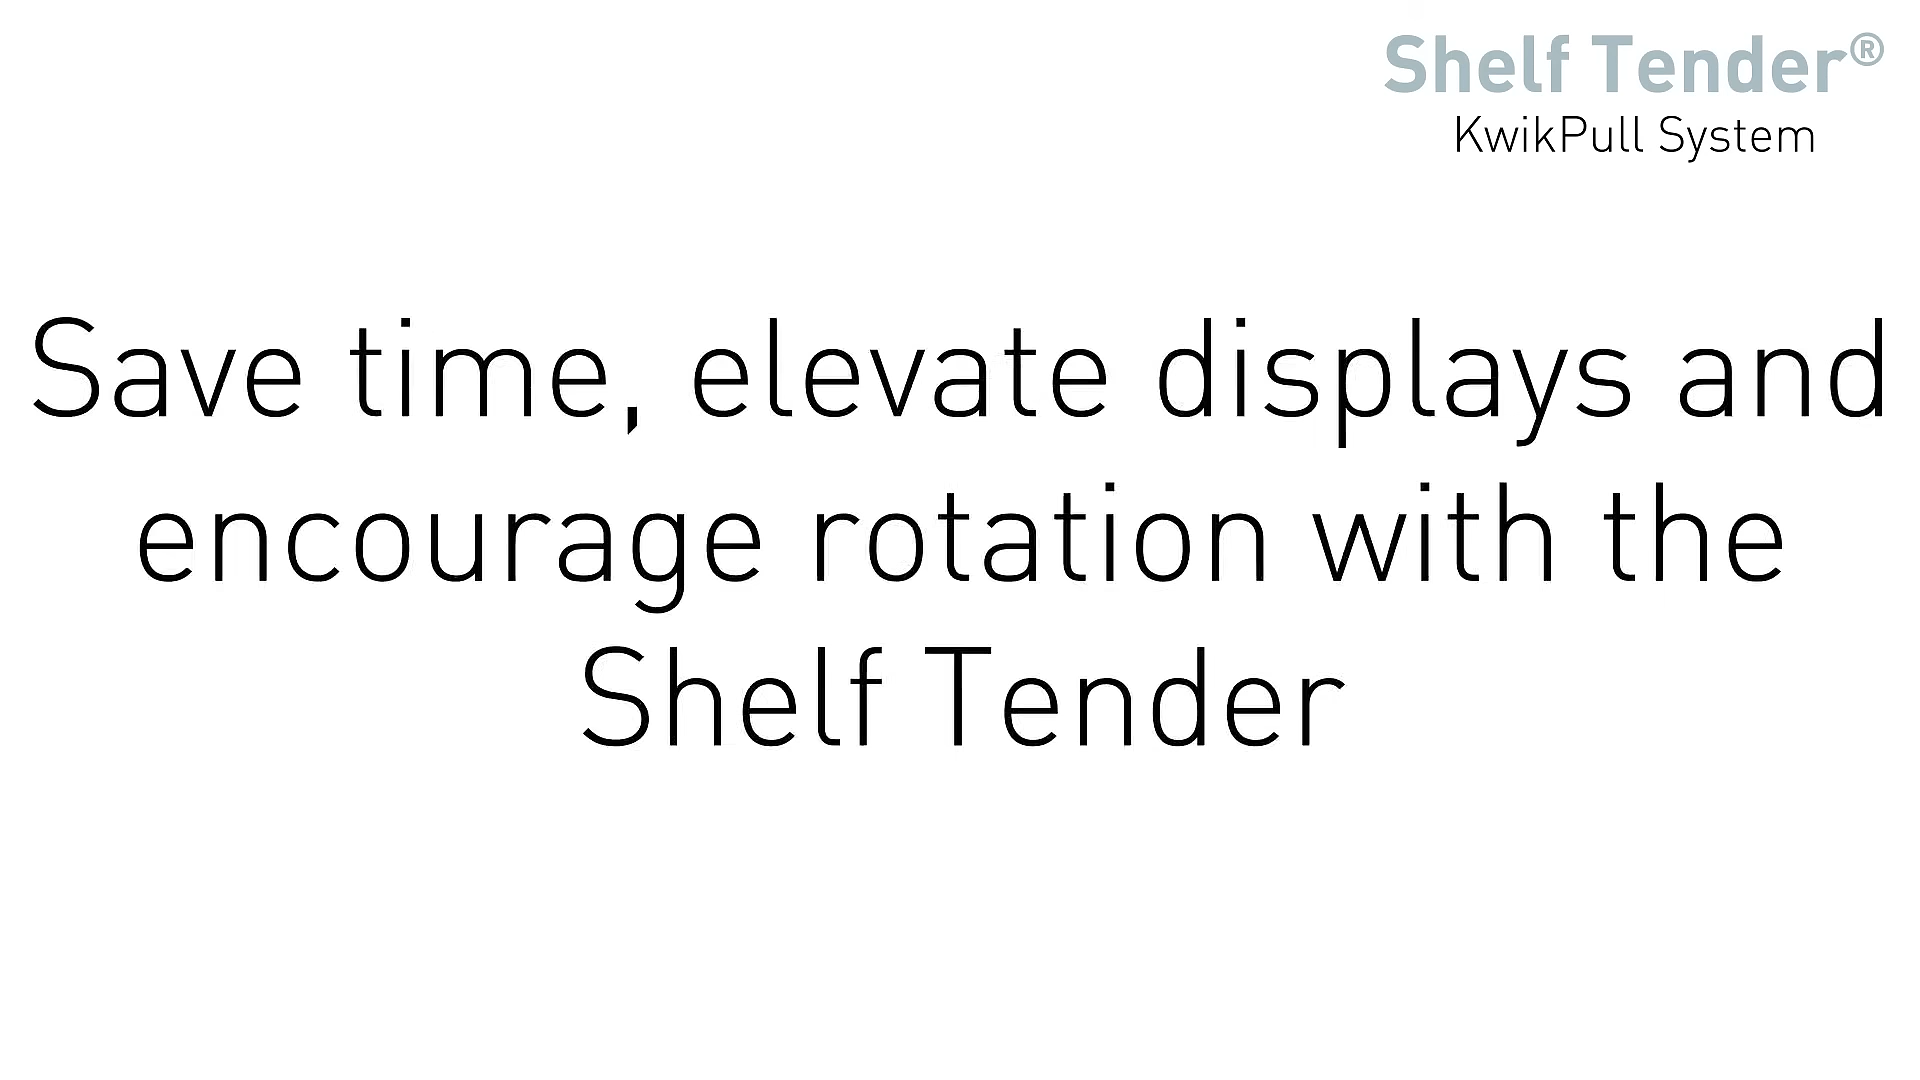 Shelf Tender®
KwikPull System
Save time, elevate displays and
encourage rotation with the
Shelf Tender